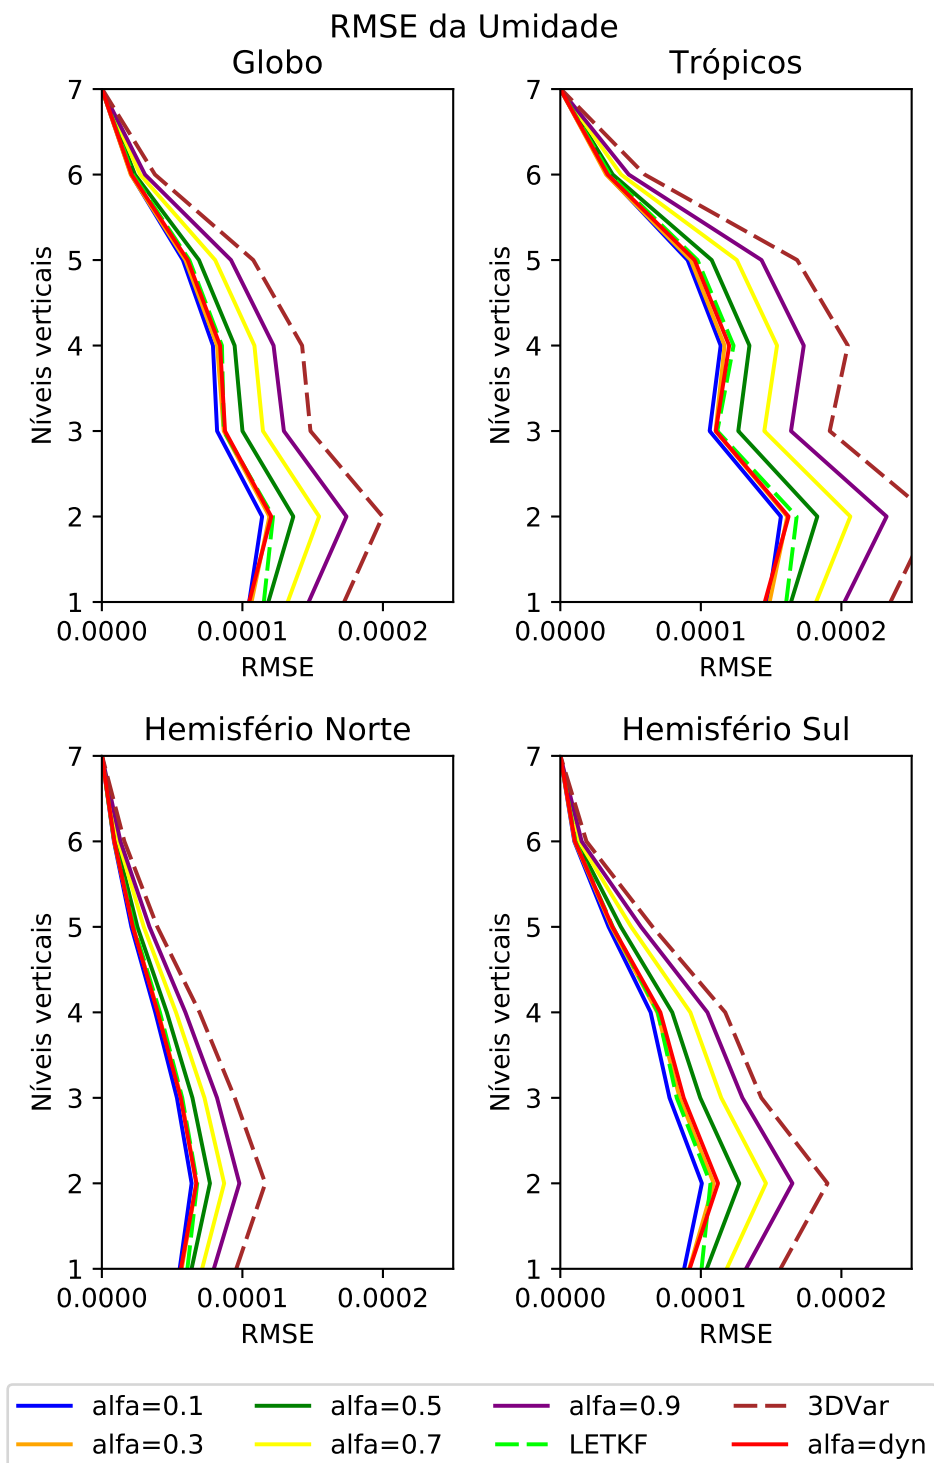 RMSE da Umidade
Globo
Trópicos
7
6
5
4
3
2
1
Níveis verticais
0.0000 0.0001 0.0002
RMSE
7
6
5
4
3
2
1
Níveis verticais
0.0000 0.0001 0.0002
RMSE
Hemisfério Norte
Hemisfério Sul
7
6
5
4
3
2
1
Níveis verticais
0.0000 0.0001 0.0002
RMSE
7
6
5
4
3
2
1
Níveis verticais
0.0000 0.0001 0.0002
RMSE
alfa=0.1 alfa=0.5 alfa=0.9 3DVar
alfa=0.3 alfa=0.7 LETKF alfa=dyn